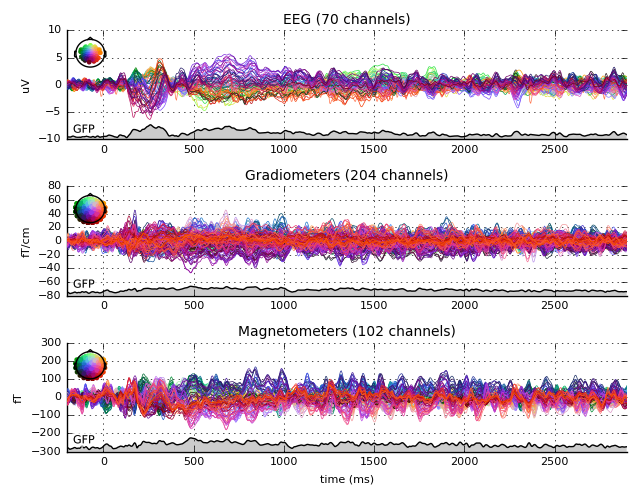 EEG (70 channels)
10
5
0
−5
−10
uV
GFP
0 500 1000 1500 2000 2500
Gradiometers (204 channels)
80
60
40
20
0
−20
−40
−60
−80
fT/cm
GFP
0 500 1000 1500 2000 2500
Magnetometers (102 channels)
300
200
100
0
−100
−200
−300
fT
GFP
0 500 1000 1500 2000 2500
time (ms)